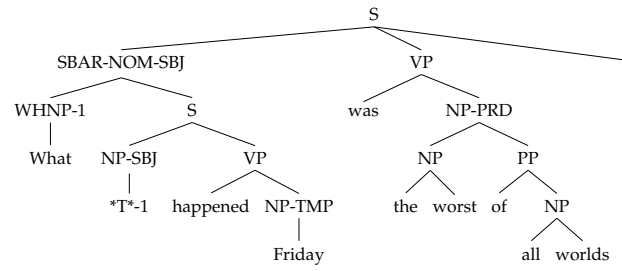 S
SBAR-NOM-SBJ VP
WHNP-1 S was NP-PRD
What NP-SBJ VP NP PP
*T*-1 happened NP-TMP the worst of NP
Friday all worlds